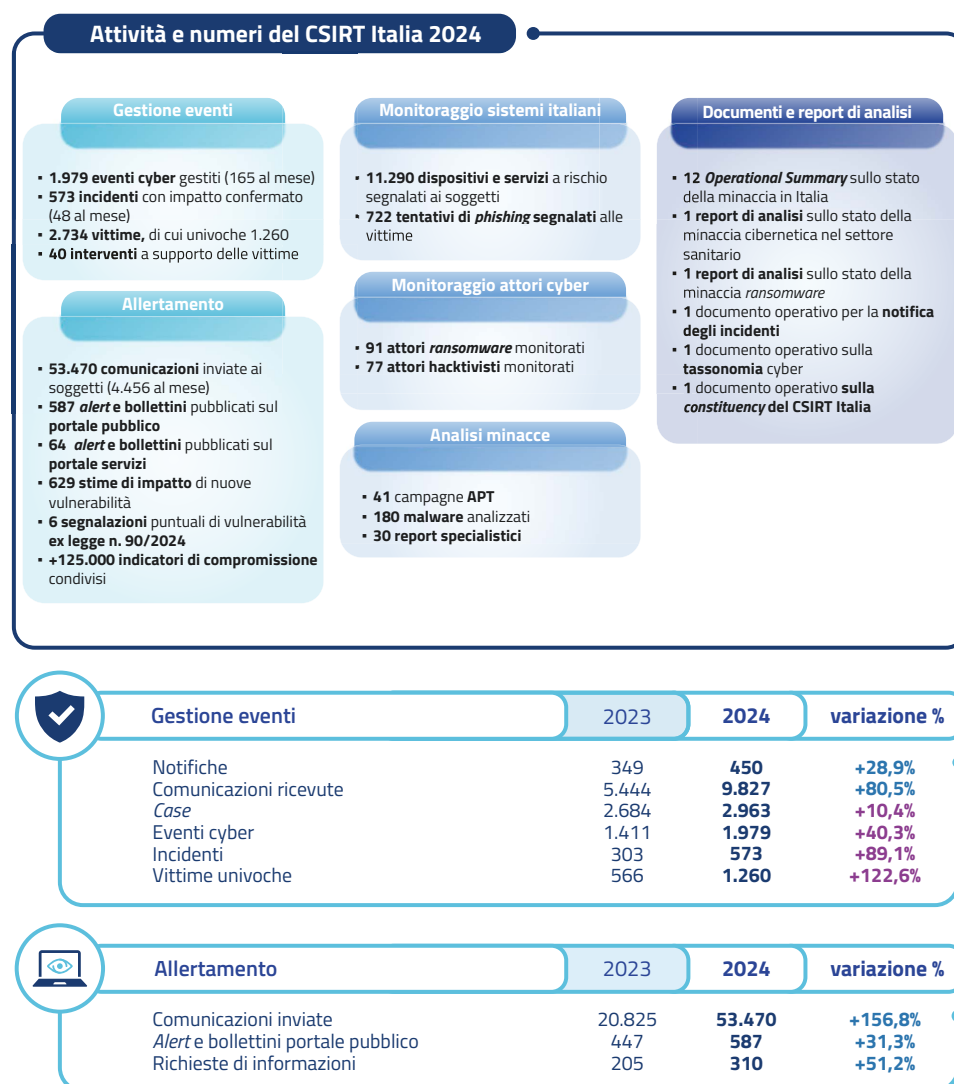 Attività e numeri del CSIRT Italia 2024
Gestione eventi
▪ 1.979 eventi cyber gestiti (165 al mese)
▪ 573 incidenti con impatto confermato
(48 al mese)
▪ 2.734 vittime, di cui univoche 1.260
▪ 40 interventi a supporto delle vittime
Allertamento
▪ 53.470 comunicazioni inviate ai
soggetti (4.456 al mese)
▪ 587 alert e bollettini pubblicati sul
portale pubblico
▪ 64 alert e bollettini pubblicati sul
portale servizi
▪ 629 stime di impatto di nuove
vulnerabilità
▪ 6 segnalazioni puntuali di vulnerabilità
ex legge n. 90/2024
▪ +125.000 indicatori di compromissione
condivisi
Monitoraggio sistemi italiani
▪ 11.290 dispositivi e servizi a rischio
segnalati ai soggetti
▪ 722 tentativi di phishing segnalati alle
vittime
Monitoraggio attori cyber
▪ 91 attori ransomware monitorati
▪ 77 attori hacktivisti monitorati
Analisi minacce
▪ 41 campagne APT
▪ 180 malware analizzati
▪ 30 report specialistici
Documenti e report di analisi
▪ 12 Operational Summary sullo stato
della minaccia in Italia
▪ 1 report di analisi sullo stato della
minaccia cibernetica nel settore
sanitario
▪ 1 report di analisi sullo stato della
minaccia ransomware
▪ 1 documento operativo per la notifica
degli incidenti
▪ 1 documento operativo sulla
tassonomia cyber
▪ 1 documento operativo sulla
constituency del CSIRT Italia
Gestione eventi 2023 2024 variazione %
Notifiche 349 450 +28,9%
Comunicazioni ricevute 5.444 9.827 +80,5%
Case 2.684 2.963 +10,4%
Eventi cyber 1.411 1.979 +40,3%
Incidenti 303 573 +89,1%
Vittime univoche 566 1.260 +122,6%
Allertamento 2023 2024 variazione %
Comunicazioni inviate 20.825 53.470 +156,8%
Alert e bollettini portale pubblico 447 587 +31,3%
Richieste di informazioni 205 310 +51,2%